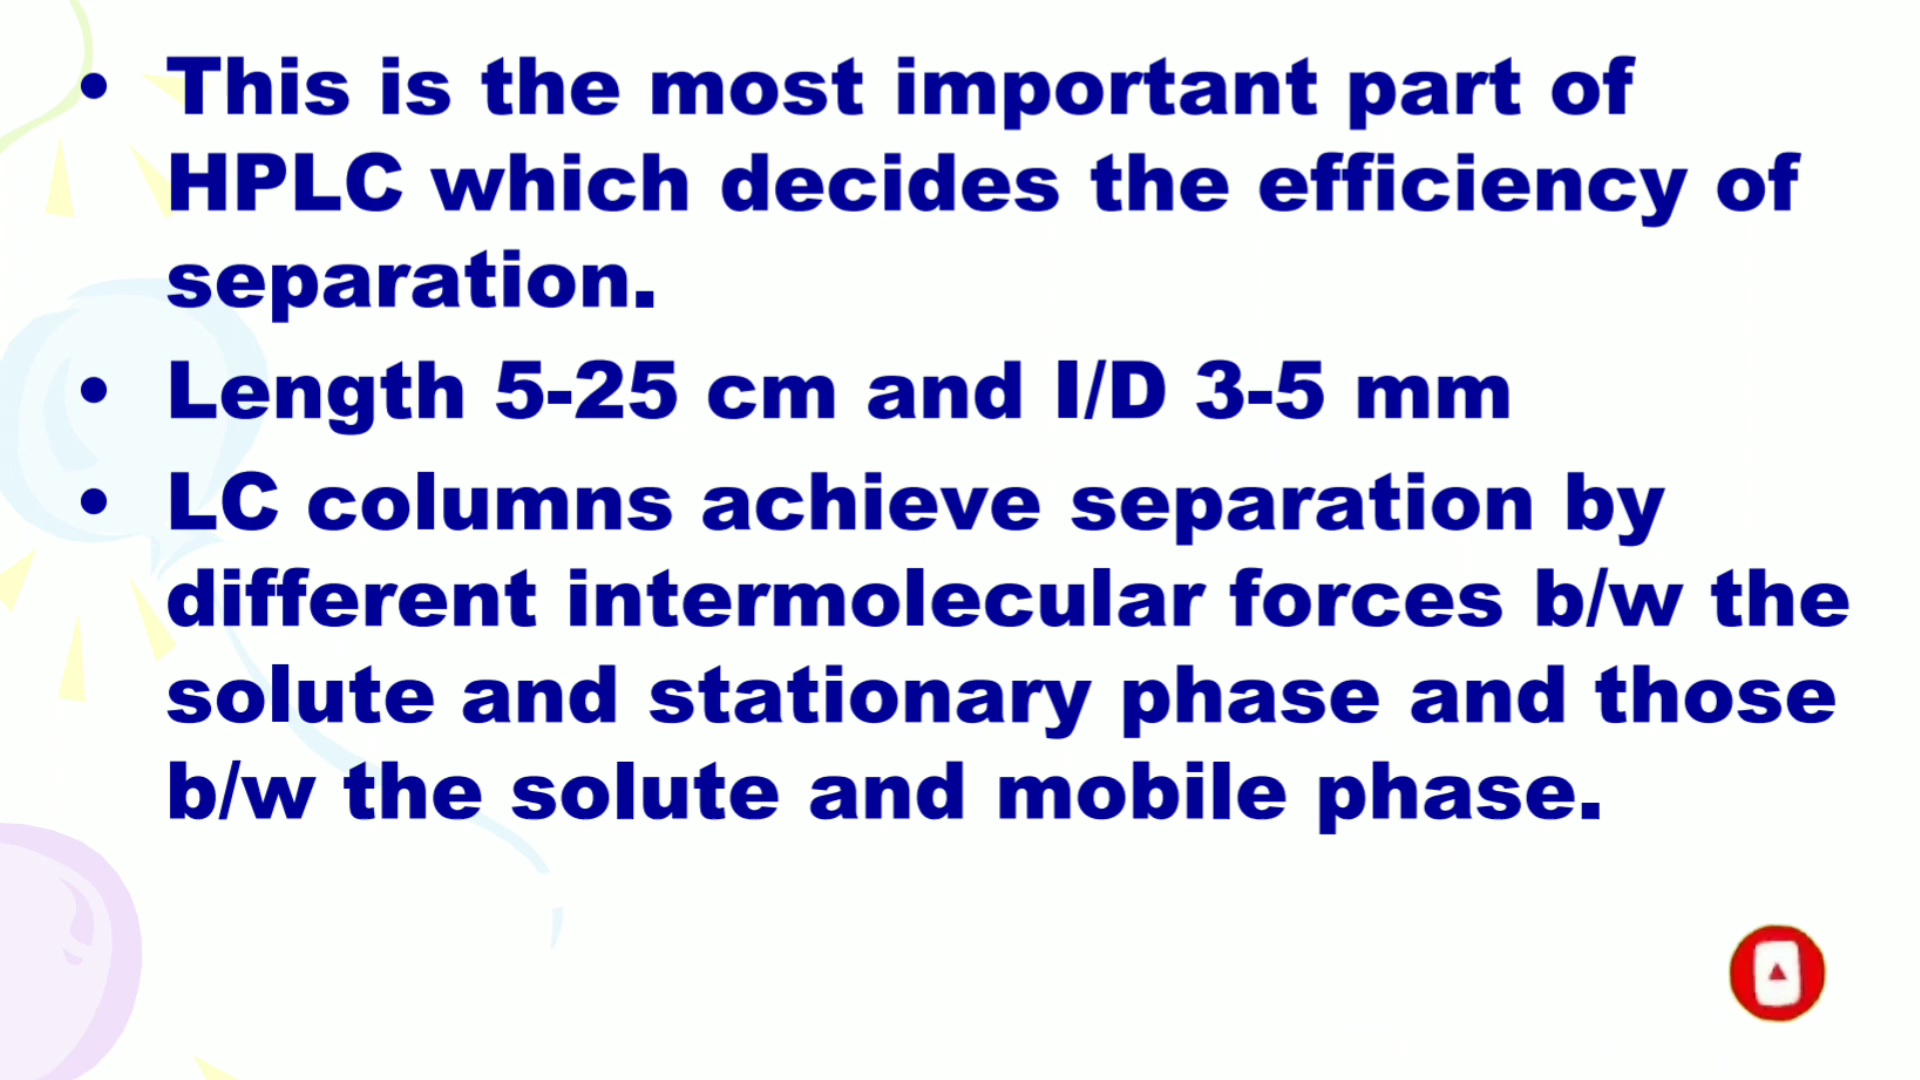 • This is the most important part of
HPLC which decides the efficiency of
separation.
• Length 5-25 cm and I/D 3-5 mm
• LC columns achieve separation by
different intermolecular forces b/w the
solute and stationary phase and those
b/w the solute and mobile phase.